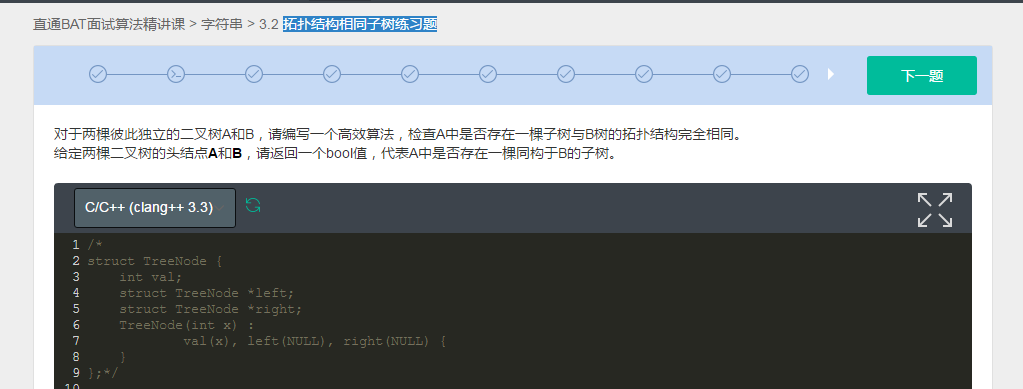 直通BAT面试算法精讲课 > 字符串 > 3.2 拓扑结构相同子树练习题
下一题
对于两棵彼此独立的二叉树A和B，请编写一个高效算法，检查A中是否存在一棵子树与B树的拓扑结构完全相同。
给定两棵二叉树的头结点A和B，请返回一个bool值，代表A中是否存在一棵同构于B的子树。
C/C++ (clang++ 3.3)
1 /*
2 struct TreeNode {
3     int val;
4     struct TreeNode *left;
5     struct TreeNode *right;
6     TreeNode(int x) :
7             val(x), left(NULL), right(NULL) {
8     }
9 };*/
10